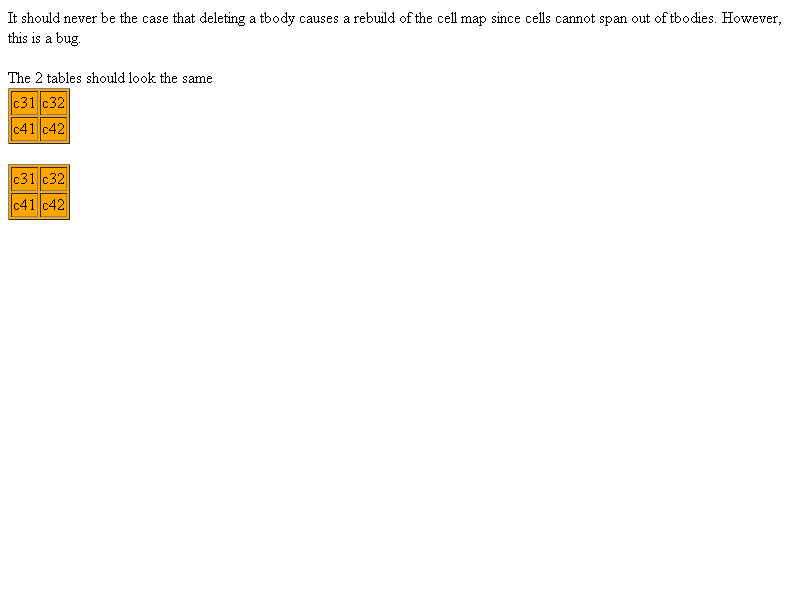 It should never be the case that deleting a tbody causes a rebuild of the cell map since cells cannot span out of tbodies. However,
this is a bug.
The 2 tables should look the same
c31 c32
c41 c42
c31 c32
c41 c42